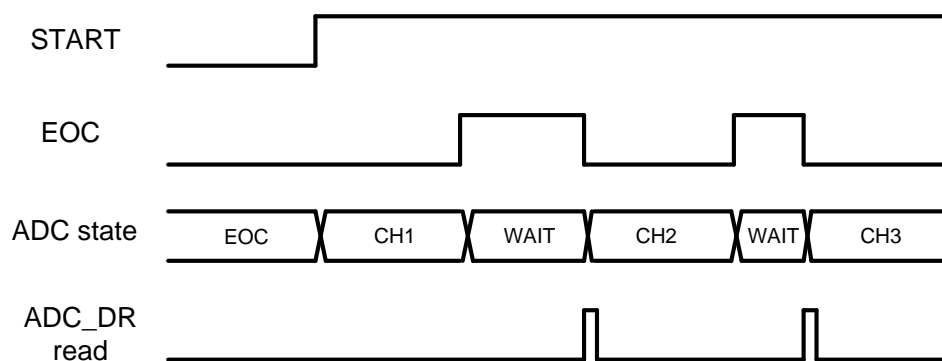 START
EOC
ADC state
EOC CH1 WAIT CH2 WAIT CH3
ADC_DR
read